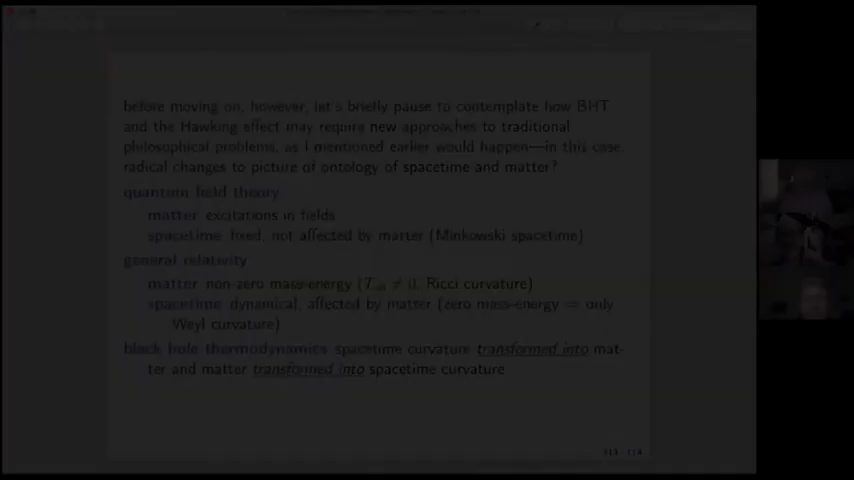 before moving on, however, let's briefly pause to contemplate how BHT
and the Hawking effect may require new approaches to traditional
philosophical problems, as I mentioned earlier would happen—in this case,
radical changes to picture of ontology of spacetime and matter?
quantum field theory
matter excitations in fields
spacetime fixed, not affected by matter (Minkowski spacetime)
general relativity
matter non-zero mass-energy (Tab ≠ 0, Ricci curvature)
spacetime dynamical, affected by matter (zero mass-energy = only
Weyl curvature)
black hole thermodynamics spacetime curvature transformed into mat-
ter and matter transformed into spacetime curvature
113 114